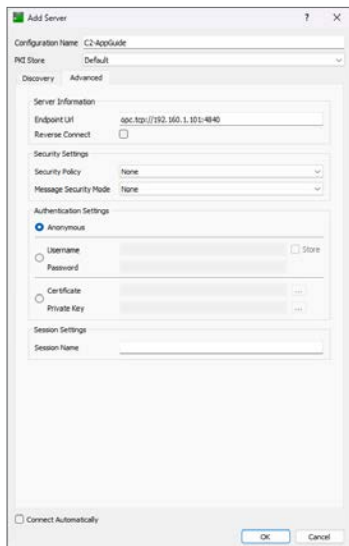 Add Server
? X
Configuration Name C2-AppGuide
PKI Store Default
Discovery Advanced
Server Information
Endpoint Url opc.tcp://192.168.1.101:4840
Reverse Connect
Security Settings
Security Policy None
Message Security Mode None
Authentication Settings
Anonymous
Username Store
Password
Certificate ...
Private Key ...
Session Settings
Session Name
Connect Automatically
OK Cancel